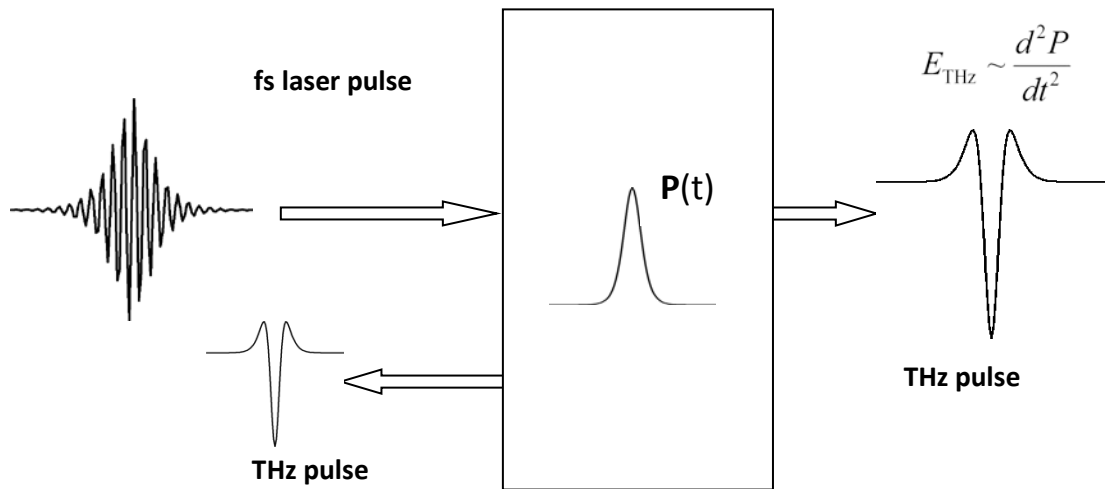 fs laser pulse
P(t)
E_THz ~ d²P/dt²
THz pulse
THz pulse